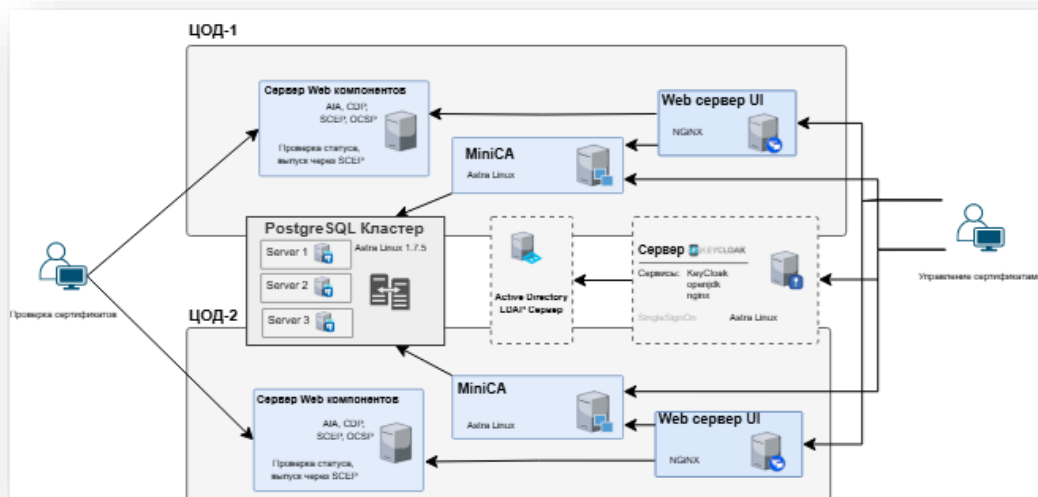 ЦОД-1
Сервер Web компонентов
AIA, CDP,
SCEP, OCSP
Проверка статуса,
выпуск через SCEP
Web сервер UI
NGINX
MiniCA
Astra Linux
PostgreSQL Кластер
Astra Linux 1.7.5
Server 1
Server 2
Server 3
Active Directory
LDAP Сервер
Сервер KEYCLOAK
Сервисы: KeyCloak
openjdk
nginx
SingleSignOn
Astra Linux
Проверка сертификатов
Управление сертификатами
ЦОД-2
MiniCA
Astra Linux
Сервер Web компонентов
AIA, CDP,
SCEP, OCSP
Проверка статуса,
выпуск через SCEP
Web сервер UI
NGINX